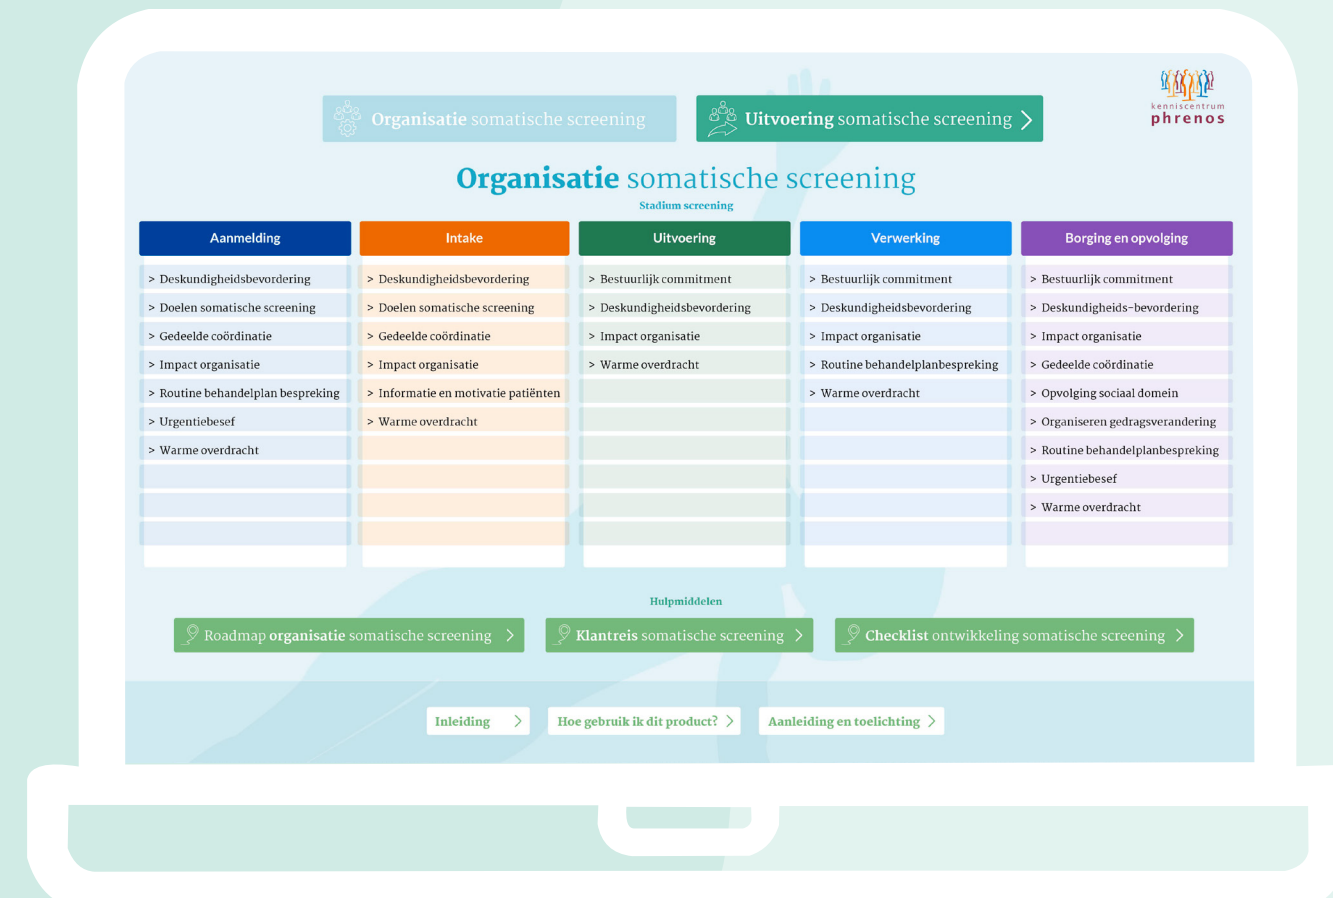 Organisatie somatische screening
Uitvoering somatische screening
kenniscentrum
phrenos
Organisatie somatische screening
Stadium screening
Aanmelding
> Deskundigheidsbevordering
> Doelen somatische screening
> Gedeelde coördinatie
> Impact organisatie
> Routine behandelplan bespreking
> Urgentiebesef
> Warme overdracht
Intake
> Deskundigheidsbevordering
> Doelen somatische screening
> Gedeelde coördinatie
> Impact organisatie
> Informatie en motivatie patiënten
> Warme overdracht
Uitvoering
> Bestuurlijk commitment
> Deskundigheidsbevordering
> Impact organisatie
> Warme overdracht
Verwerking
> Bestuurlijk commitment
> Deskundigheidsbevordering
> Impact organisatie
> Routine behandelplanbespreking
> Warme overdracht
Borging en opvolging
> Bestuurlijk commitment
> Deskundigheids-bevordering
> Impact organisatie
> Gedeelde coördinatie
> Opvolging sociaal domein
> Organiseren gedragsverandering
> Routine behandelplanbespreking
> Urgentiebesef
> Warme overdracht
Hulpmiddelen
Roadmap organisatie somatische screening
Klantreis somatische screening
Checklist ontwikkeling somatische screening
Inleiding
Hoe gebruik ik dit product?
Aanleiding en toelichting